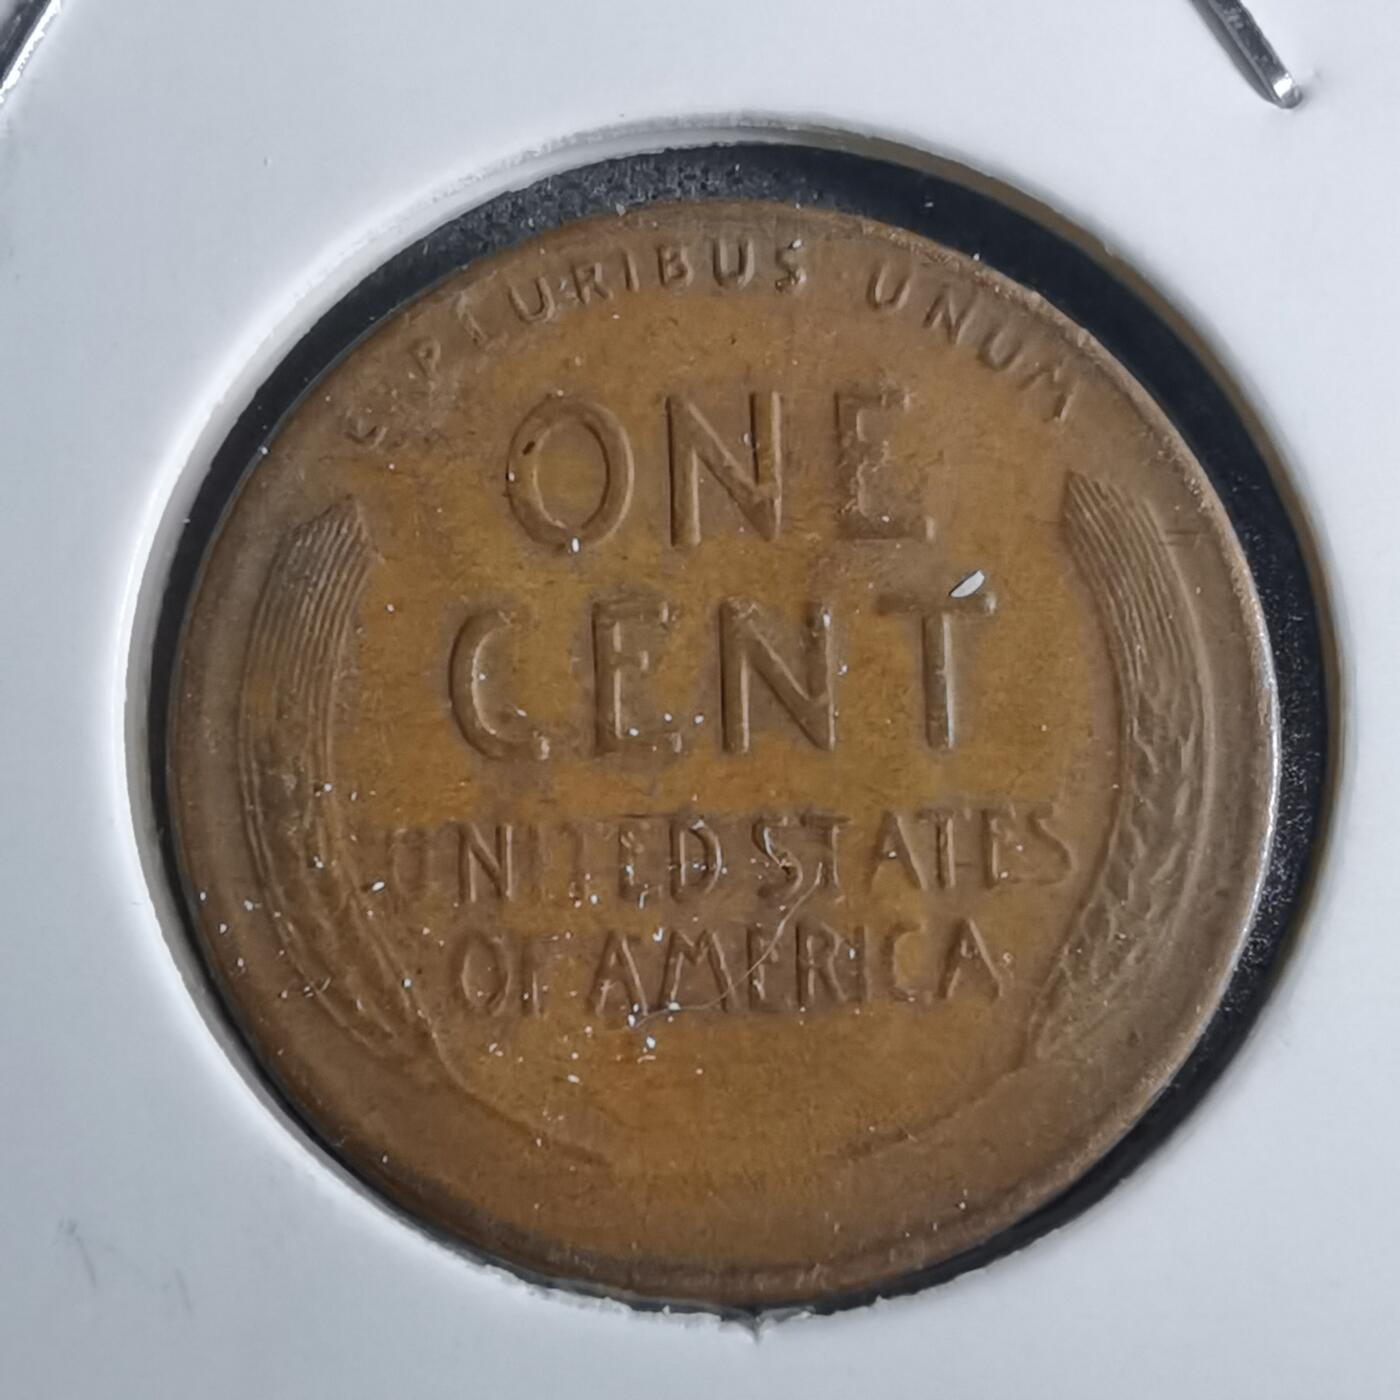 E PLURIBUS UNUM
ONE
CENT
UNITED STATES
OF AMERICA